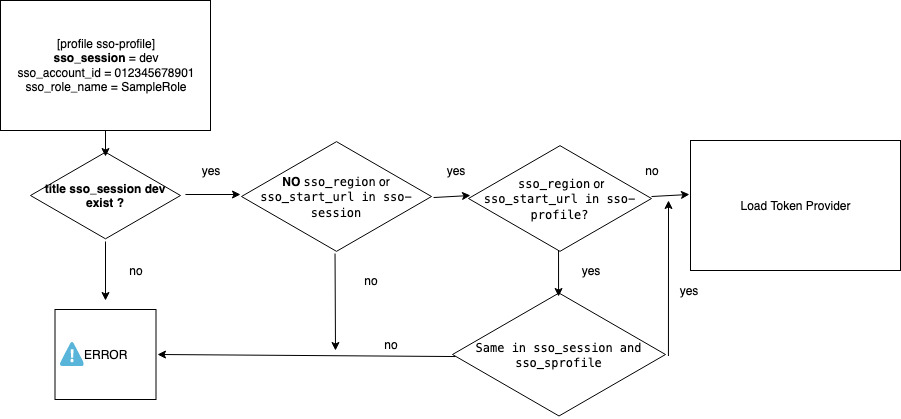 [profile sso-profile]
sso_session = dev
sso_account_id = 012345678901
sso_role_name = SampleRole
title sso_session dev
exist ?
yes
NO sso_region or
sso_start_url in sso-
session
yes
sso_region or
sso_start_url in sso-
profile?
no
Load Token Provider
no
no
yes
yes
ERROR
no
Same in sso_session and
sso_sprofile